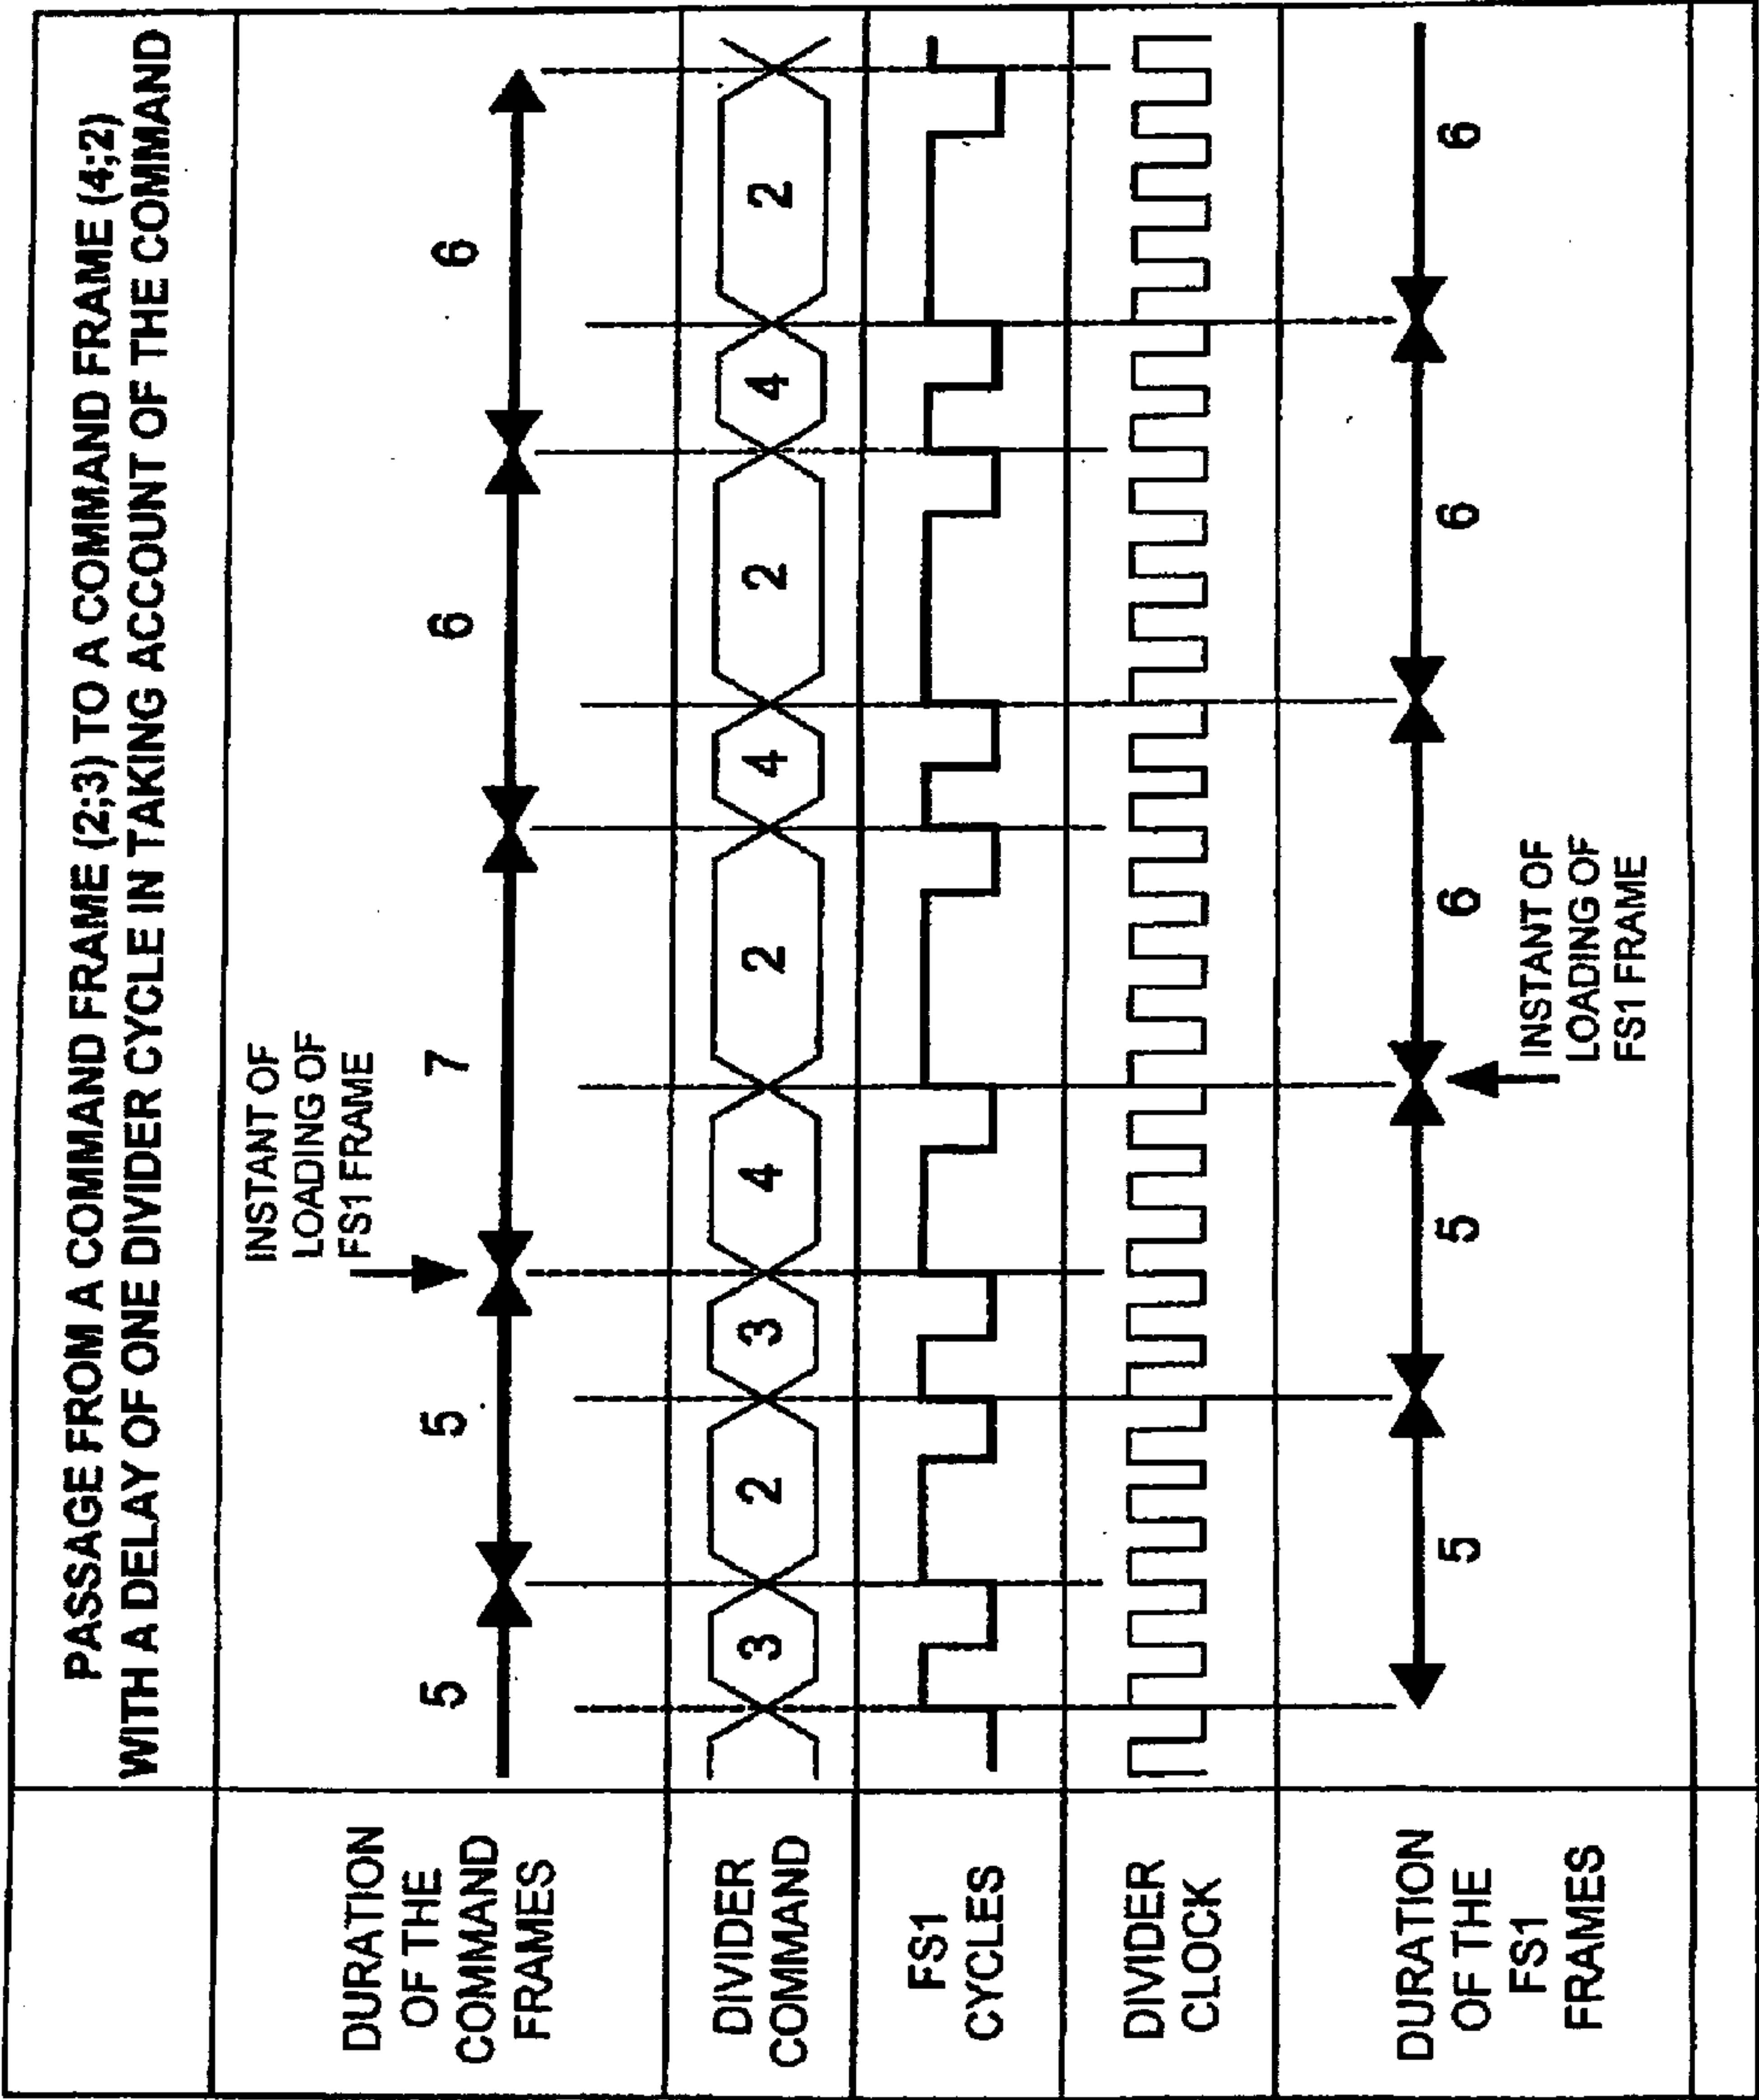 PASSAGE FROM A COMMAND FRAME (2;3) TO A COMMAND FRAME (4;2)
WITH A DELAY OF ONE DIVIDER CYCLE IN TAKING ACCOUNT OF THE COMMAND
DURATION
OF THE
COMMAND
FRAMES
INSTANT OF
LOADING OF
FS1 FRAME
5 5 7 6 6
DIVIDER
COMMAND
3 2 3 4 2 4 2 4 2
FS1
CYCLES
DIVIDER
CLOCK
DURATION
OF THE
FS1
FRAMES
5 5 6 6 6
INSTANT OF
LOADING OF
FS1 FRAME